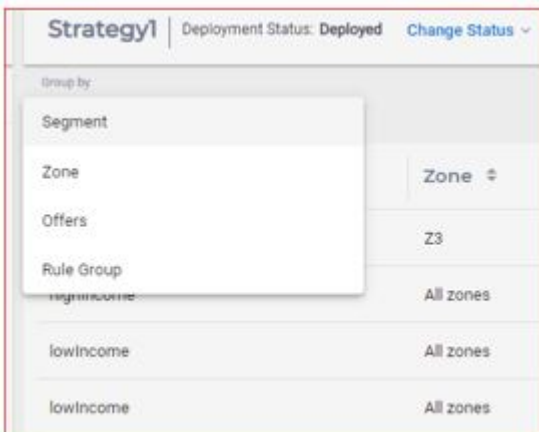 Strategy1 Deployment Status: Deployed Change Status
Group by
Segment
Zone
Offers
Rule Group
Zone
Z3
highIncome All zones
lowIncome All zones
lowIncome All zones